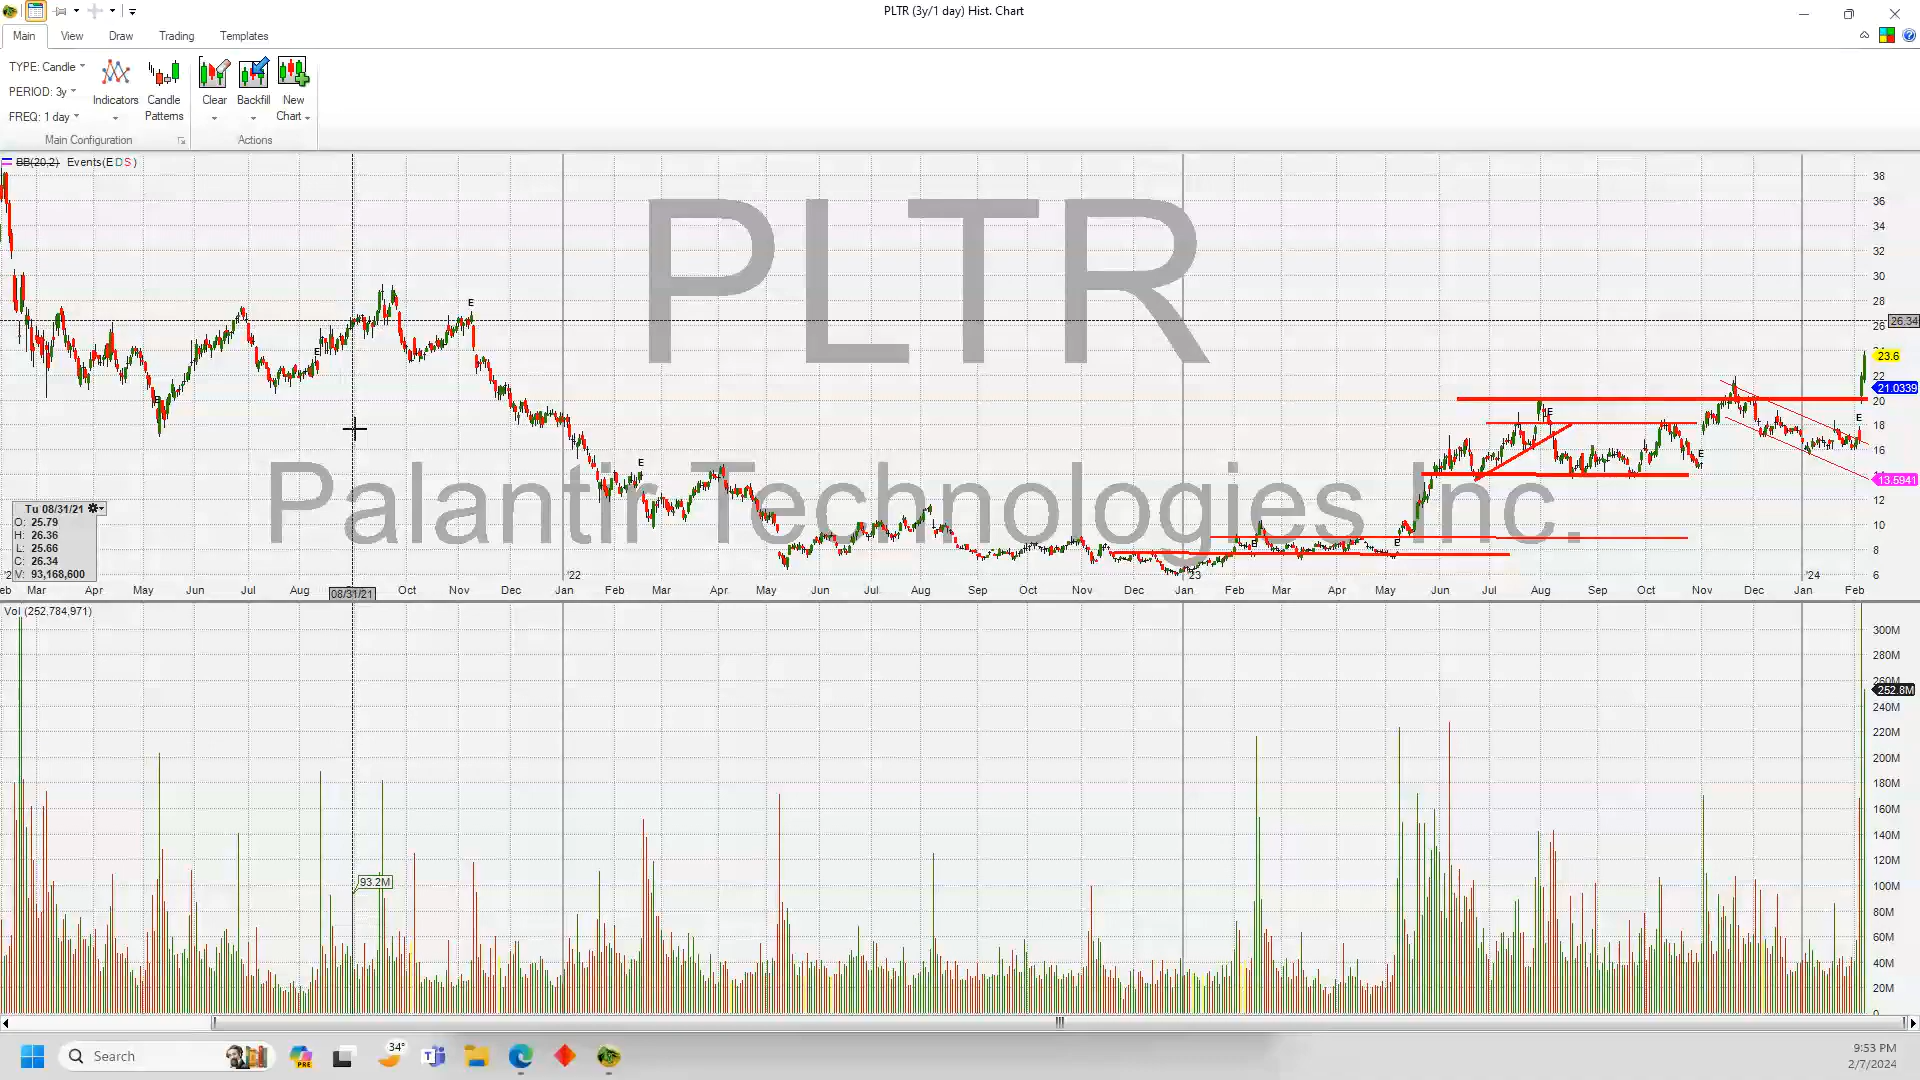 PLTR (3y/1 day) Hist. Chart
Main View Draw Trading Templates
TYPE: Candle
PERIOD: 3y
FREQ: 1 day
Indicators
Candle Patterns
Clear
Backfill
New Chart
Main Configuration
Actions
BB(20,2) Events(EDS)
PLTR
Palantir Technologies Inc.
38
36
34
32
30
28
26.34
26
23.6
22
21.0339
20
18
16
14
13.5941
12
10
8
6
E
E
E
E
E
E
E
E
E
Tu 08/31/21
O: 25.79
H: 26.36
L: 25.66
C: 26.34
V: 93,168,600
'22 '23 '24
eb Mar Apr May Jun Jul Aug 08/31/21 Oct Nov Dec Jan Feb Mar Apr May Jun Jul Aug Sep Oct Nov Dec Jan Feb Mar Apr May Jun Jul Aug Sep Oct Nov Dec Jan Feb
Vol (252,784,971)
300M
280M
260M
252.8M
240M
220M
200M
180M
160M
140M
120M
100M
80M
60M
40M
20M
0
93.2M
Search
PRE
34°
9:53 PM
2/7/2024